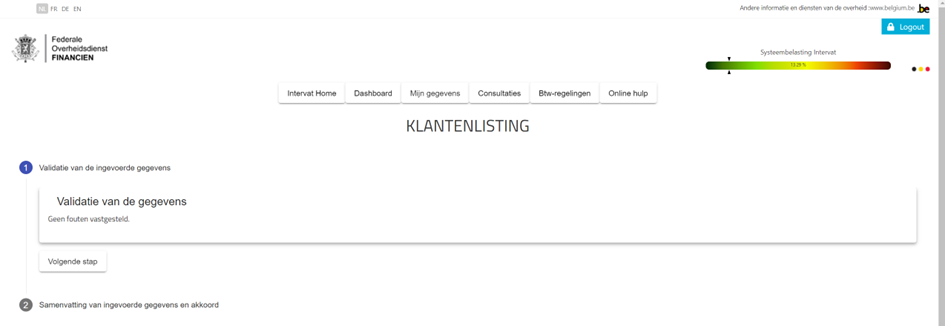 NL FR DE EN
Andere informatie en diensten van de overheid :www.belgium.be
.be
Logout
Federale
Overheidsdienst
FINANCIEN
Systeembelasting Intervat
13.29 %
Intervat Home Dashboard Mijn gegevens Consultaties Btw-regelingen Online hulp
KLANTENLISTING
1 Validatie van de ingevoerde gegevens
Validatie van de gegevens
Geen fouten vastgesteld.
Volgende stap
2 Samenvatting van ingevoerde gegevens en akkoord